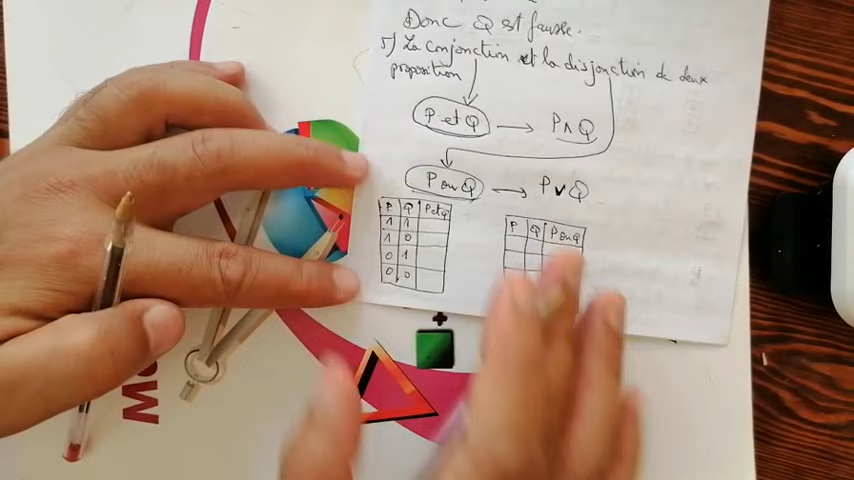 Donc Q est fausse.
5) La conjonction et la disjonction de deux
proposition
P et Q → P∧Q
P ou Q → P∨Q
P Q P et Q
1 1
1 0
0 1
0 0
P Q P ou Q